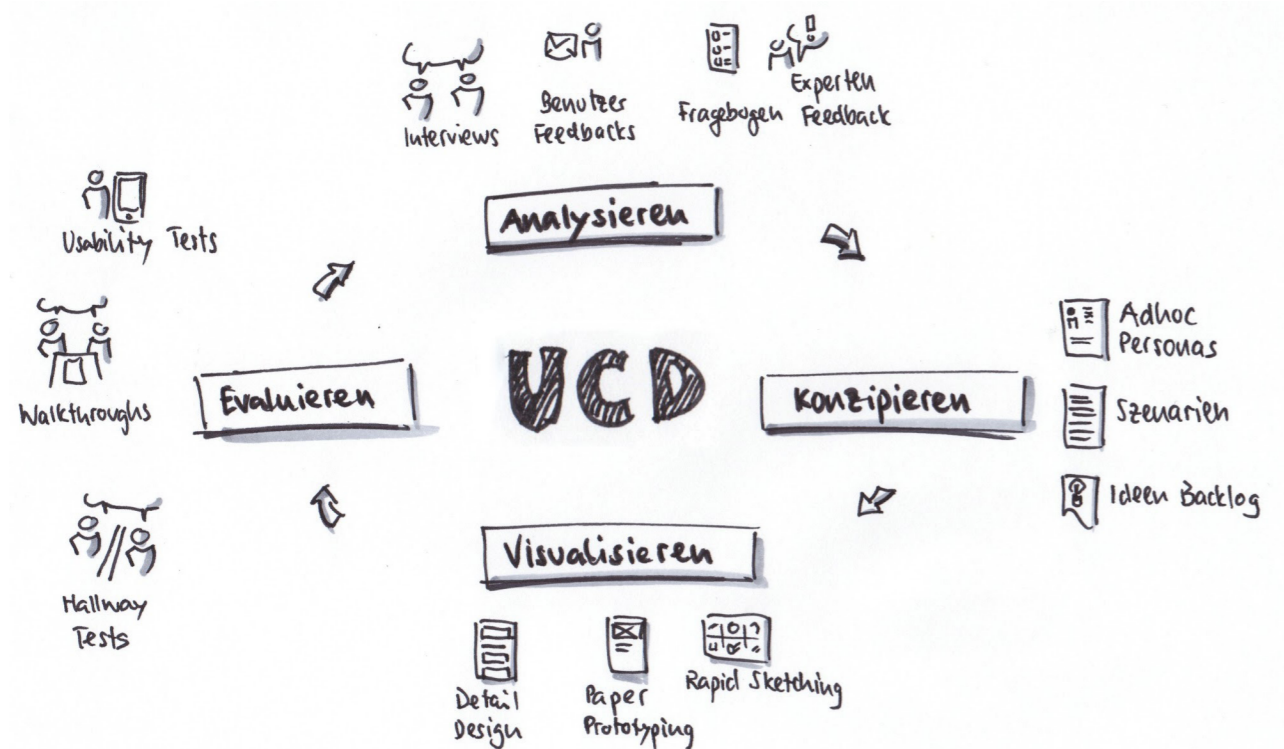 Interviews
Benutzer
Feedbacks
Fragebogen
Experten
Feedback
Analysieren
Usability Tests
Walkthroughs
Hallway
Tests
Evaluieren
UCD
Konzipieren
Adhoc
Personas
Szenarien
Ideen Backlog
Visualisieren
Detail
Design
Paper
Prototyping
Rapid Sketching